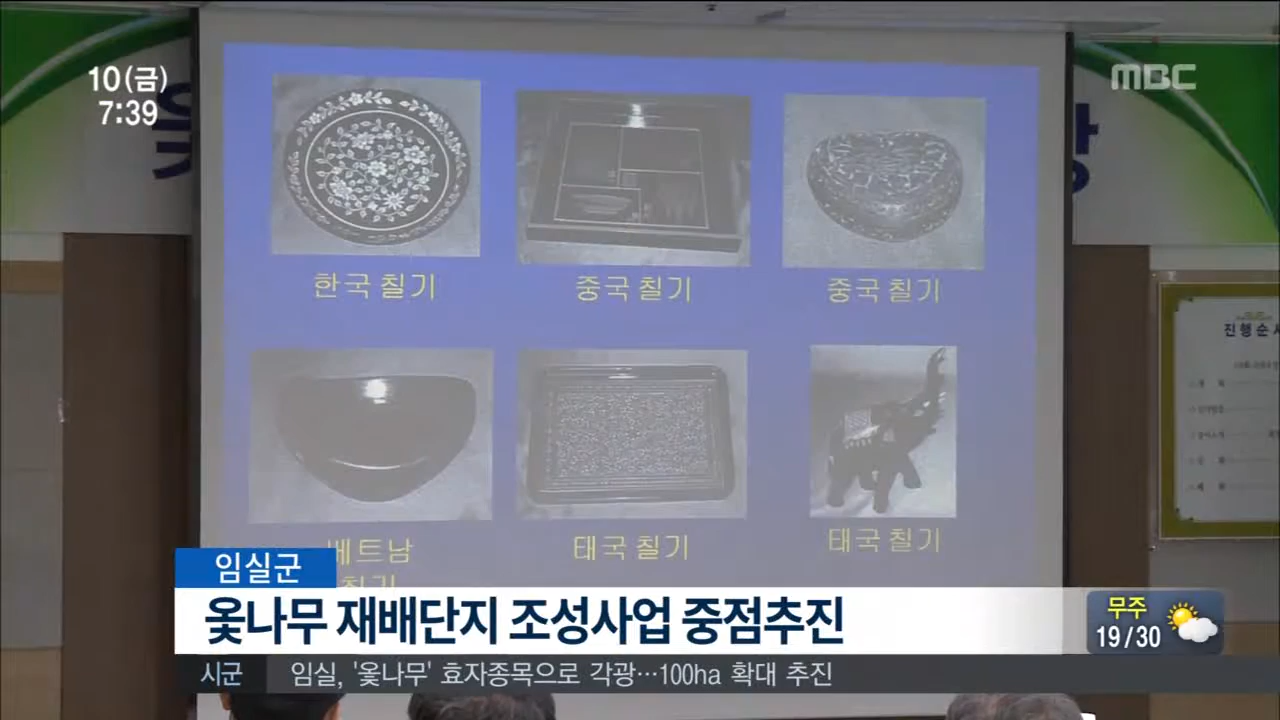 10(금)
7:39
MBC
한국 칠기
중국 칠기
중국 칠기
베트남
칠기
태국 칠기
태국 칠기
진행순서
임실군
옻나무 재배단지 조성사업 중점추진
무주
19/30
시군
임실, '옻나무' 효자종목으로 각광…100ha 확대 추진